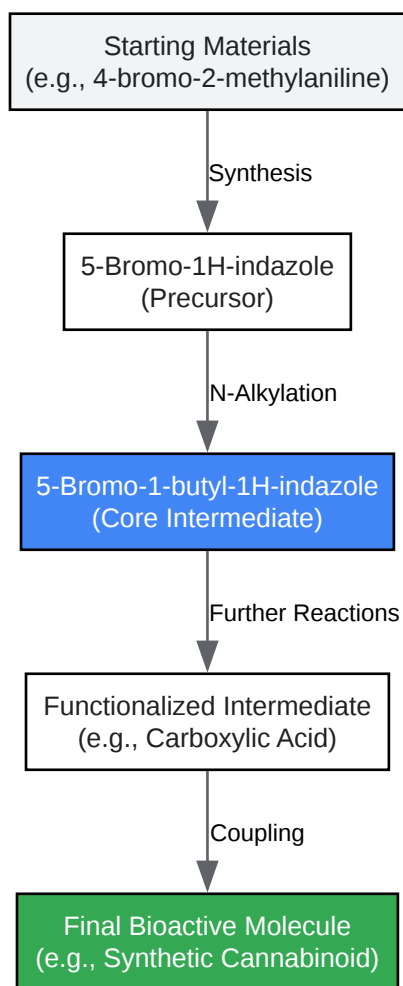 Starting Materials
(e.g., 4-bromo-2-methylaniline)
Synthesis
5-Bromo-1H-indazole
(Precursor)
N-Alkylation
5-Bromo-1-butyl-1H-indazole
(Core Intermediate)
Further Reactions
Functionalized Intermediate
(e.g., Carboxylic Acid)
Coupling
Final Bioactive Molecule
(e.g., Synthetic Cannabinoid)